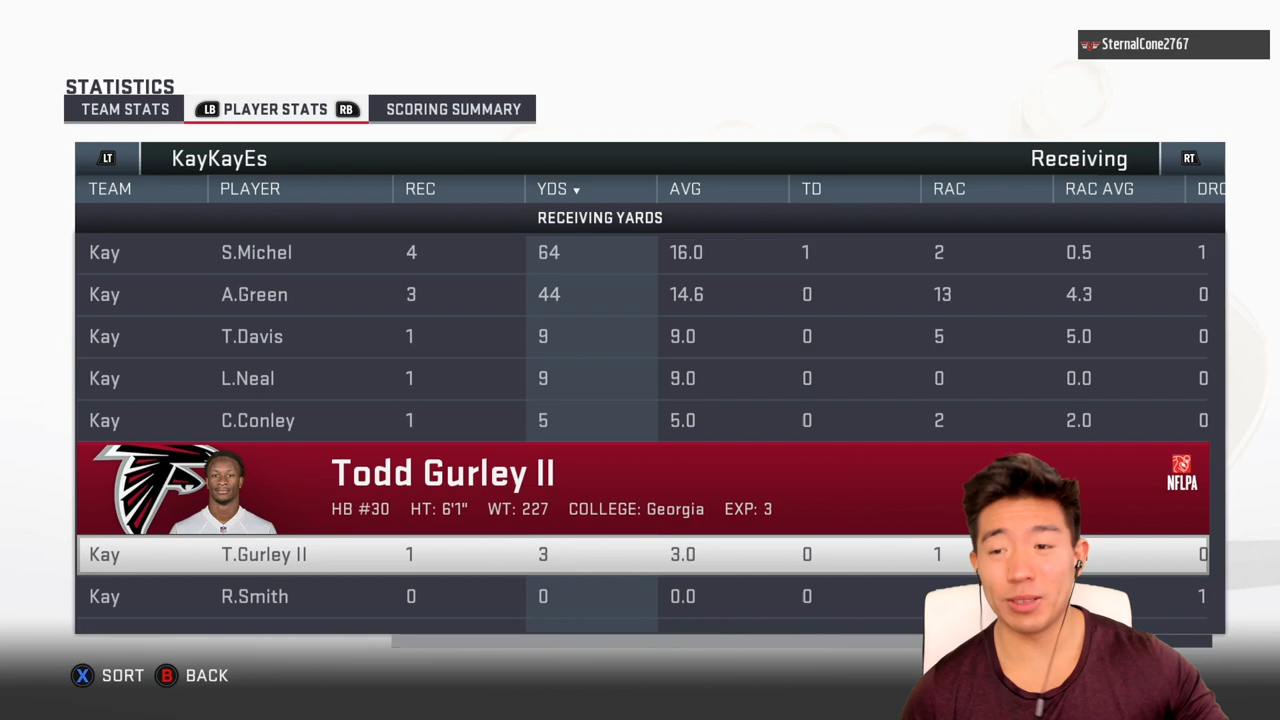 SternalCone2767
STATISTICS
TEAM STATS LB PLAYER STATS RB SCORING SUMMARY
LT KayKayEs Receiving RT
TEAM PLAYER REC YDS AVG TD RAC RAC AVG DRO
RECEIVING YARDS
Kay S.Michel 4 64 16.0 1 2 0.5 1
Kay A.Green 3 44 14.6 0 13 4.3 0
Kay T.Davis 1 9 9.0 0 5 5.0 0
Kay L.Neal 1 9 9.0 0 0 0.0 0
Kay C.Conley 1 5 5.0 0 2 2.0 0
Todd Gurley II
NFLPA
HB #30 HT: 6'1" WT: 227 COLLEGE: Georgia EXP: 3
Kay T.Gurley II 1 3 3.0 0 1 0
Kay R.Smith 0 0 0.0 0 1
X SORT B BACK